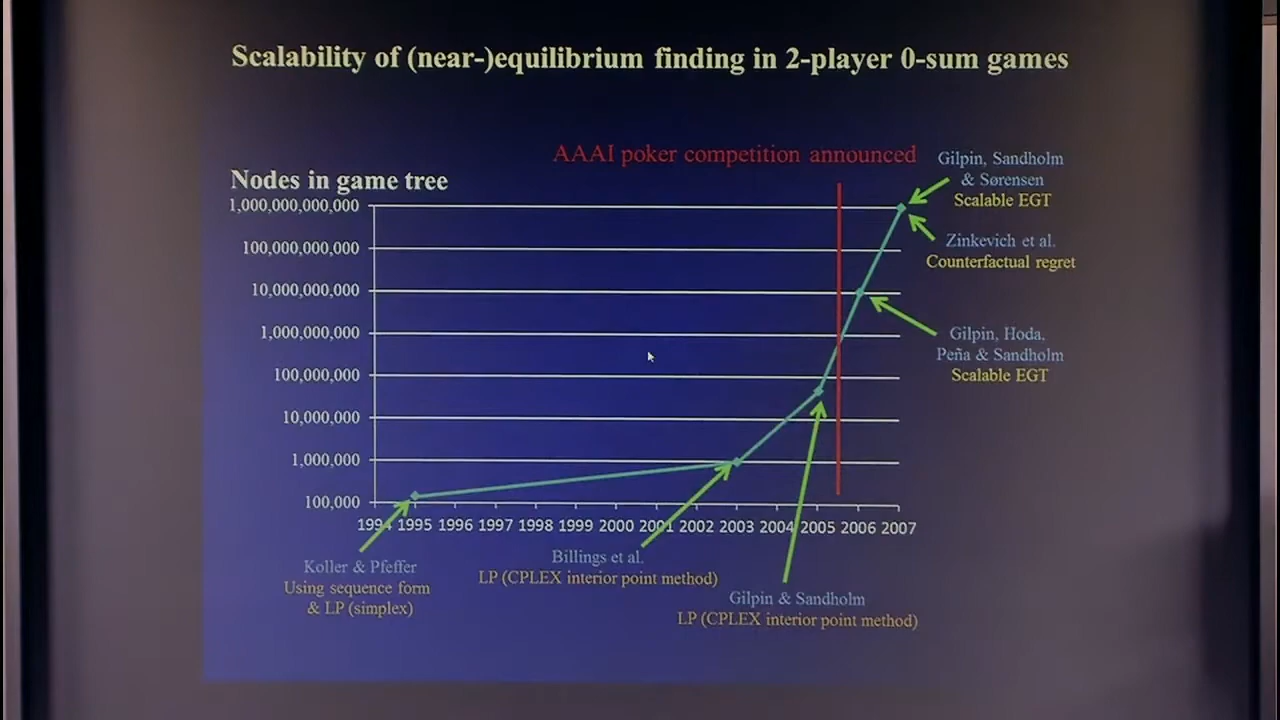 Scalability of (near-)equilibrium finding in 2-player 0-sum games
AAAI poker competition announced
Gilpin, Sandholm
& Sørensen
Scalable EGT
Nodes in game tree
1,000,000,000,000
100,000,000,000
10,000,000,000
1,000,000,000
100,000,000
10,000,000
1,000,000
100,000
Zinkevich et al.
Counterfactual regret
Gilpin, Hoda,
Peña & Sandholm
Scalable EGT
1994 1995 1996 1997 1998 1999 2000 2001 2002 2003 2004 2005 2006 2007
Koller & Pfeffer
Using sequence form
& LP (simplex)
Billings et al.
LP (CPLEX interior point method)
Gilpin & Sandholm
LP (CPLEX interior point method)